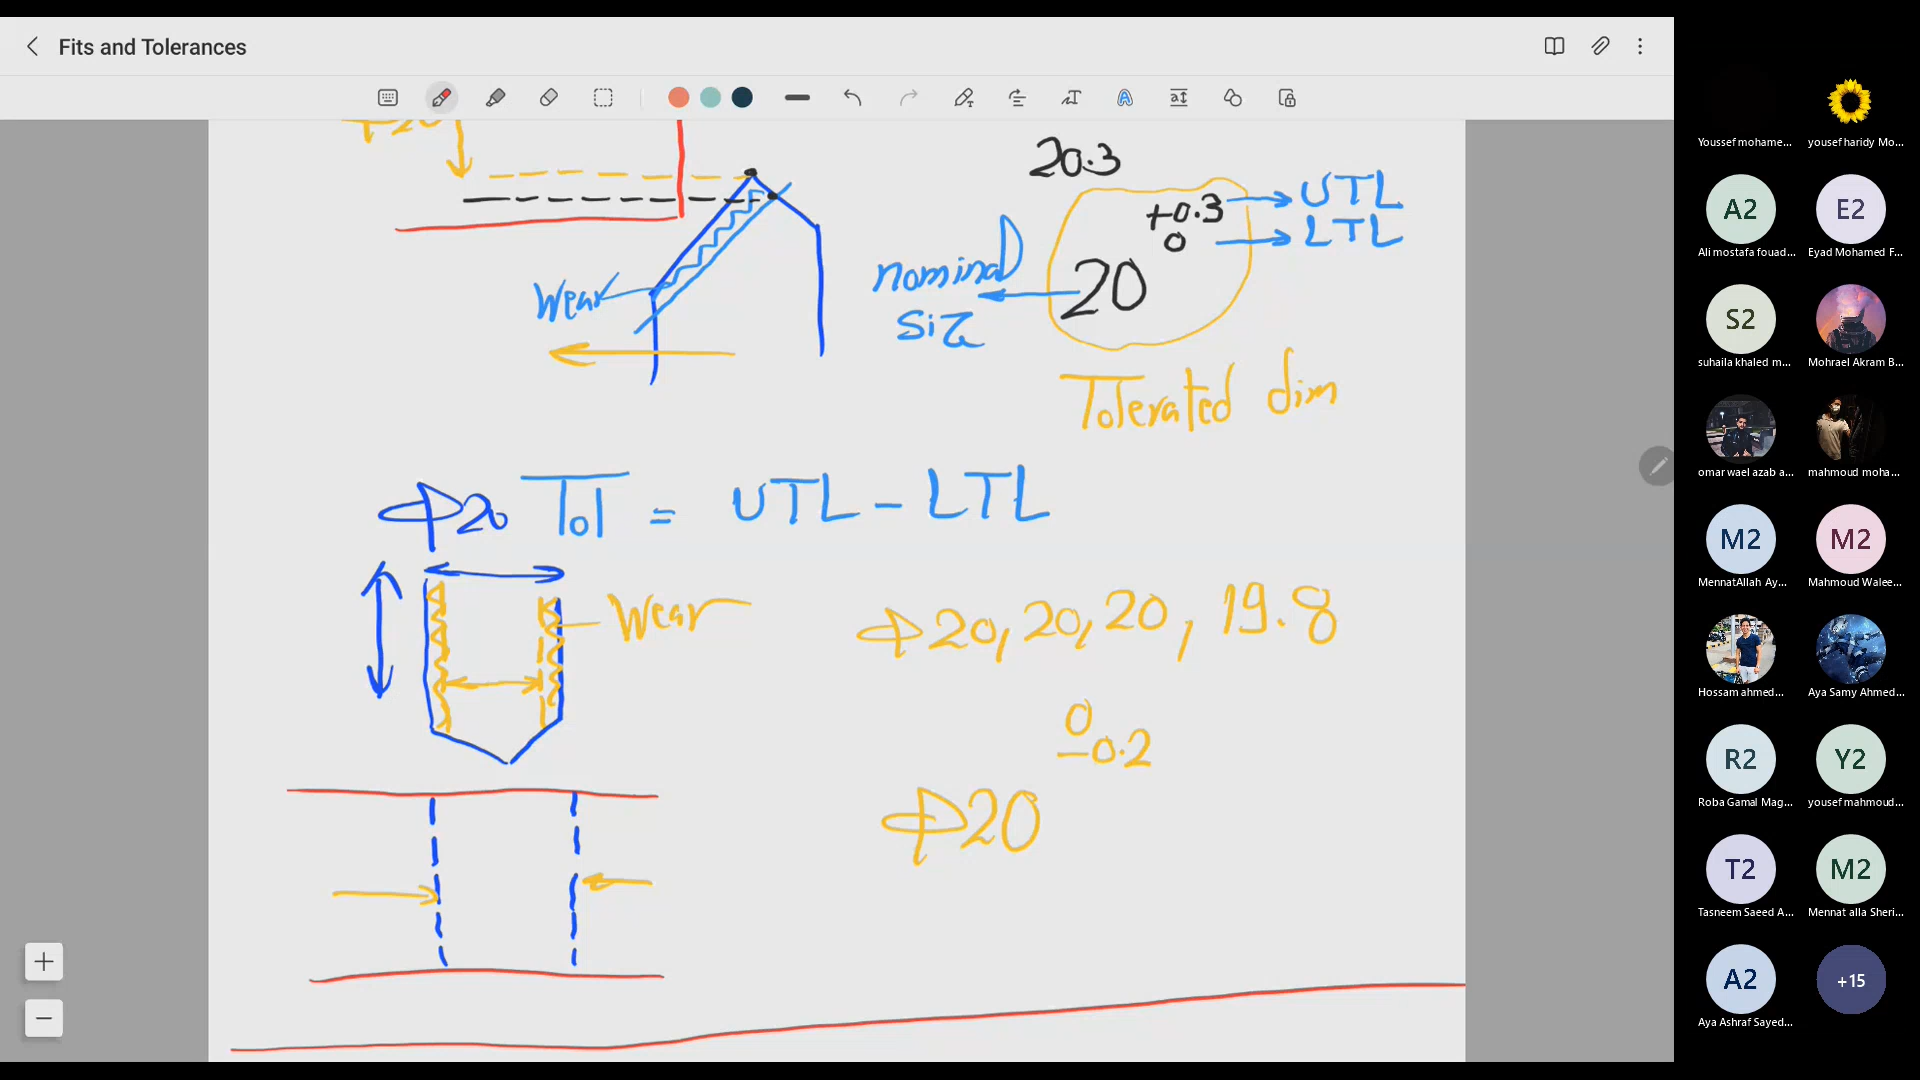 Fits and Tolerances
ϕ20
20.3
+0.3 → UTL
0 → LTL
20
nominal
size
Wear
Tolerated dim
ϕ20
Tol = UTL - LTL
Wear
ϕ20, 20, 20, 19.8
0
-0.2
ϕ20
Youssef mohame...
yousef haridy Mo...
A2
Ali mostafa fouad...
E2
Eyad Mohamed F...
S2
suhaila khaled m...
Mohrael Akram B...
omar wael azab a...
mahmoud moha...
M2
MennatAllah Ay...
M2
Mahmoud Walee...
Hossam ahmed...
Aya Samy Ahmed...
R2
Roba Gamal Mag...
Y2
yousef mahmoud...
T2
Tasneem Saeed A...
M2
Mennat alla Sheri...
A2
Aya Ashraf Sayed...
+15